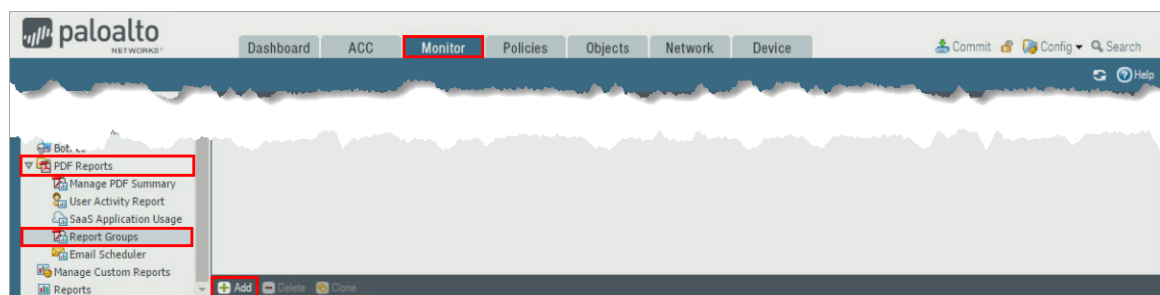 paloalto
NETWORKS®
Dashboard ACC Monitor Policies Objects Network Device Commit Config Search
Help
PDF Reports
Manage PDF Summary
User Activity Report
SaaS Application Usage
Report Groups
Email Scheduler
Manage Custom Reports
Reports
Add Delete Clone